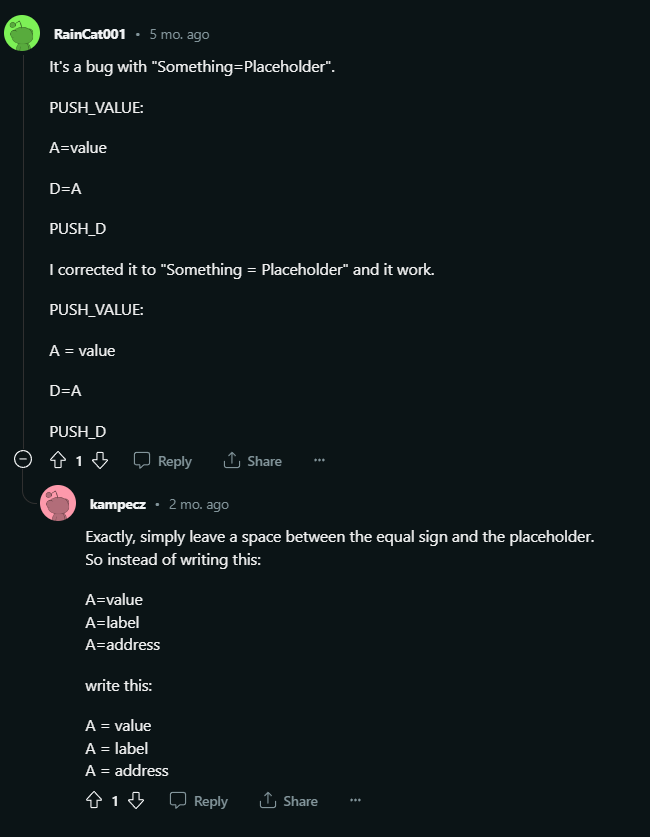 RainCat001 • 5 mo. ago
It's a bug with "Something=Placeholder".
PUSH_VALUE:
A=value
D=A
PUSH_D
I corrected it to "Something = Placeholder" and it work.
PUSH_VALUE:
A = value
D=A
PUSH_D
1 Reply Share ...
kampecz • 2 mo. ago
Exactly, simply leave a space between the equal sign and the placeholder.
So instead of writing this:
A=value
A=label
A=address
write this:
A = value
A = label
A = address
1 Reply Share ...